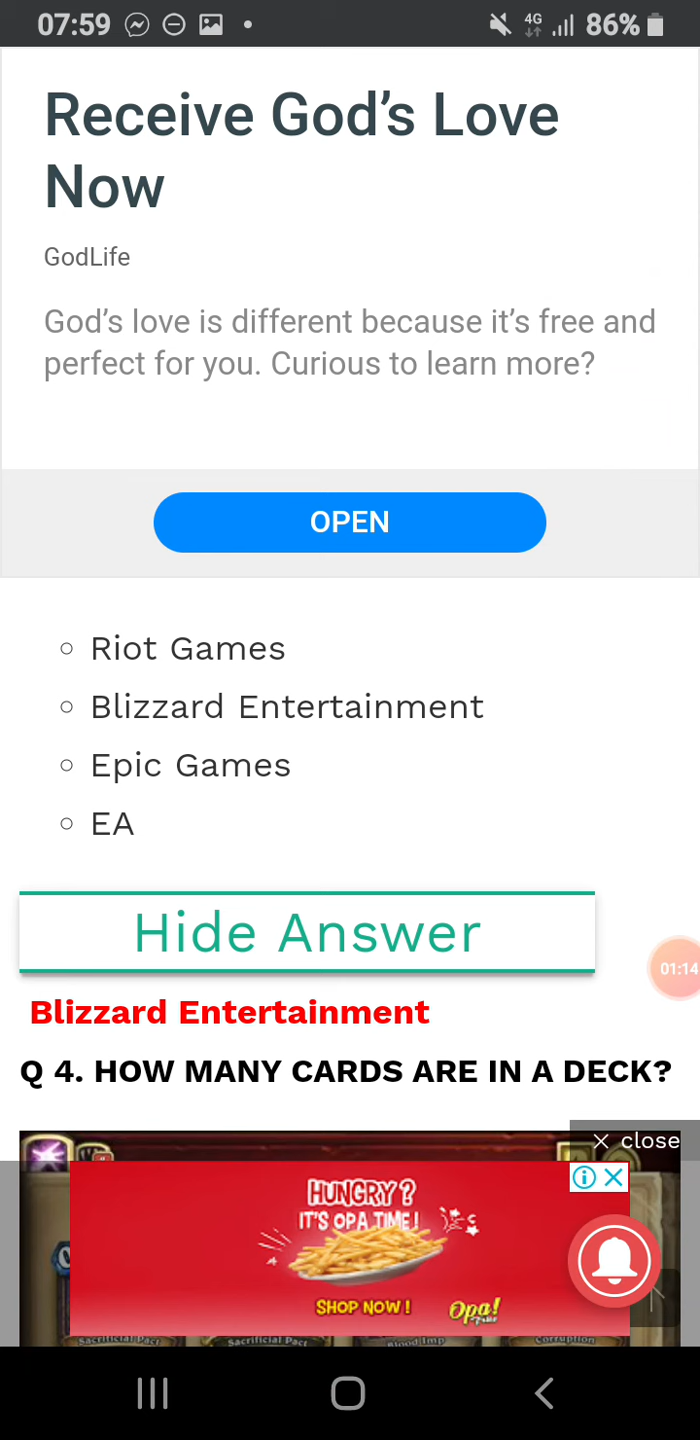 07:59 4G 86%
Receive God’s Love
Now
GodLife
God’s love is different because it’s free and
perfect for you. Curious to learn more?
OPEN
Riot Games
Blizzard Entertainment
Epic Games
EA
Hide Answer
01:14
Blizzard Entertainment
Q 4. HOW MANY CARDS ARE IN A DECK?
× close
HUNGRY?
IT'S OPA TIME!
SHOP NOW! Opa!
Sacrificial Pact Sacrificial Pact Blood Imp Corruption